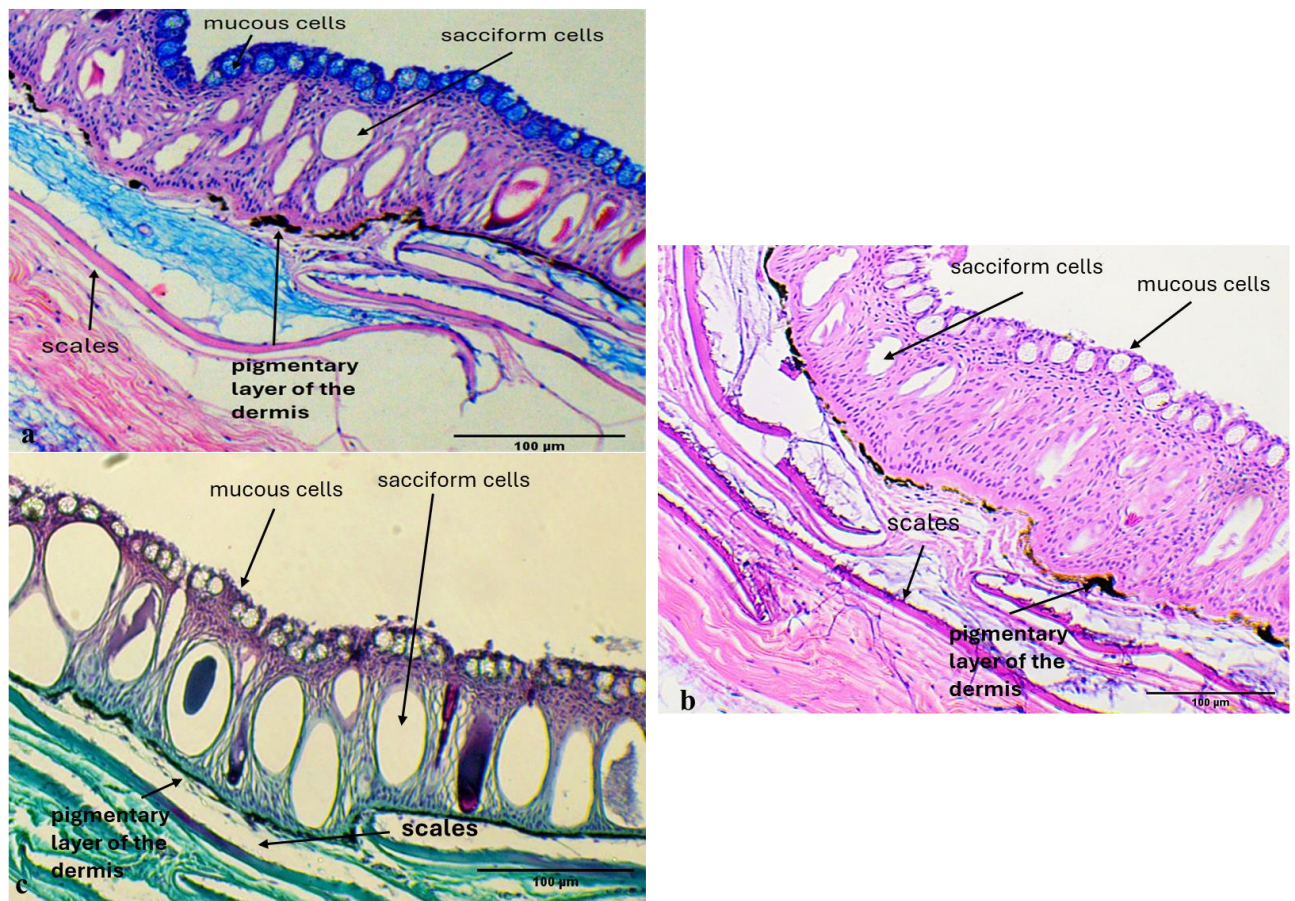 mucous cells
sacciform cells
scales
pigmentary
layer of the
dermis
a
100 µm
sacciform cells
mucous cells
scales
pigmentary
layer of the
dermis
b
100 µm
mucous cells
sacciform cells
pigmentary
layer of the
dermis
scales
c
100 µm